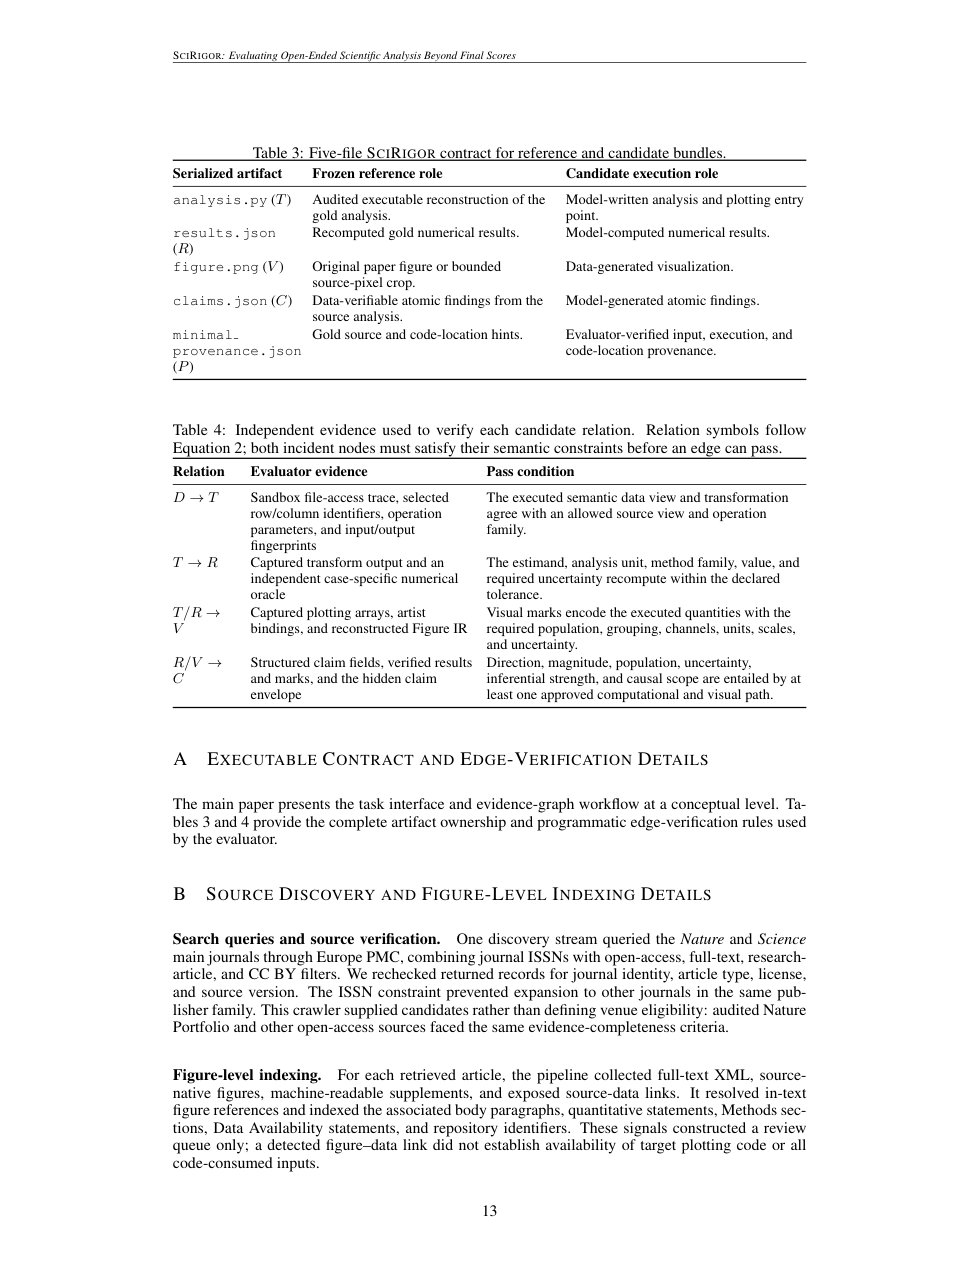 SCIRIGOR: Evaluating Open-Ended Scientific Analysis Beyond Final Scores
Table 3: Five-file SCIRIGOR contract for reference and candidate bundles.
Serialized artifact Frozen reference role Candidate execution role
analysis.py (T) Audited executable reconstruction of the gold analysis. Model-written analysis and plotting entry point.
results.json (R) Recomputed gold numerical results. Model-computed numerical results.
figure.png (V) Original paper figure or bounded source-pixel crop. Data-generated visualization.
claims.json (C) Data-verifiable atomic findings from the source analysis. Model-generated atomic findings.
minimal_provenance.json (P) Gold source and code-location hints. Evaluator-verified input, execution, and code-location provenance.
Table 4: Independent evidence used to verify each candidate relation. Relation symbols follow
Equation 2; both incident nodes must satisfy their semantic constraints before an edge can pass.
Relation Evaluator evidence Pass condition
D → T Sandbox file-access trace, selected row/column identifiers, operation parameters, and input/output fingerprints The executed semantic data view and transformation agree with an allowed source view and operation family.
T → R Captured transform output and an independent case-specific numerical oracle The estimand, analysis unit, method family, value, and required uncertainty recompute within the declared tolerance.
T/R → V Captured plotting arrays, artist bindings, and reconstructed Figure IR Visual marks encode the executed quantities with the required population, grouping, channels, units, scales, and uncertainty.
R/V → C Structured claim fields, verified results and marks, and the hidden claim envelope Direction, magnitude, population, uncertainty, inferential strength, and causal scope are entailed by at least one approved computational and visual path.
A EXECUTABLE CONTRACT AND EDGE-VERIFICATION DETAILS
The main paper presents the task interface and evidence-graph workflow at a conceptual level. Ta-
bles 3 and 4 provide the complete artifact ownership and programmatic edge-verification rules used
by the evaluator.
B SOURCE DISCOVERY AND FIGURE-LEVEL INDEXING DETAILS
Search queries and source verification. One discovery stream queried the Nature and Science
main journals through Europe PMC, combining journal ISSNs with open-access, full-text, research-
article, and CC BY filters. We rechecked returned records for journal identity, article type, license,
and source version. The ISSN constraint prevented expansion to other journals in the same pub-
lisher family. This crawler supplied candidates rather than defining venue eligibility: audited Nature
Portfolio and other open-access sources faced the same evidence-completeness criteria.
Figure-level indexing. For each retrieved article, the pipeline collected full-text XML, source-
native figures, machine-readable supplements, and exposed source-data links. It resolved in-text
figure references and indexed the associated body paragraphs, quantitative statements, Methods sec-
tions, Data Availability statements, and repository identifiers. These signals constructed a review
queue only; a detected figure–data link did not establish availability of target plotting code or all
code-consumed inputs.
13